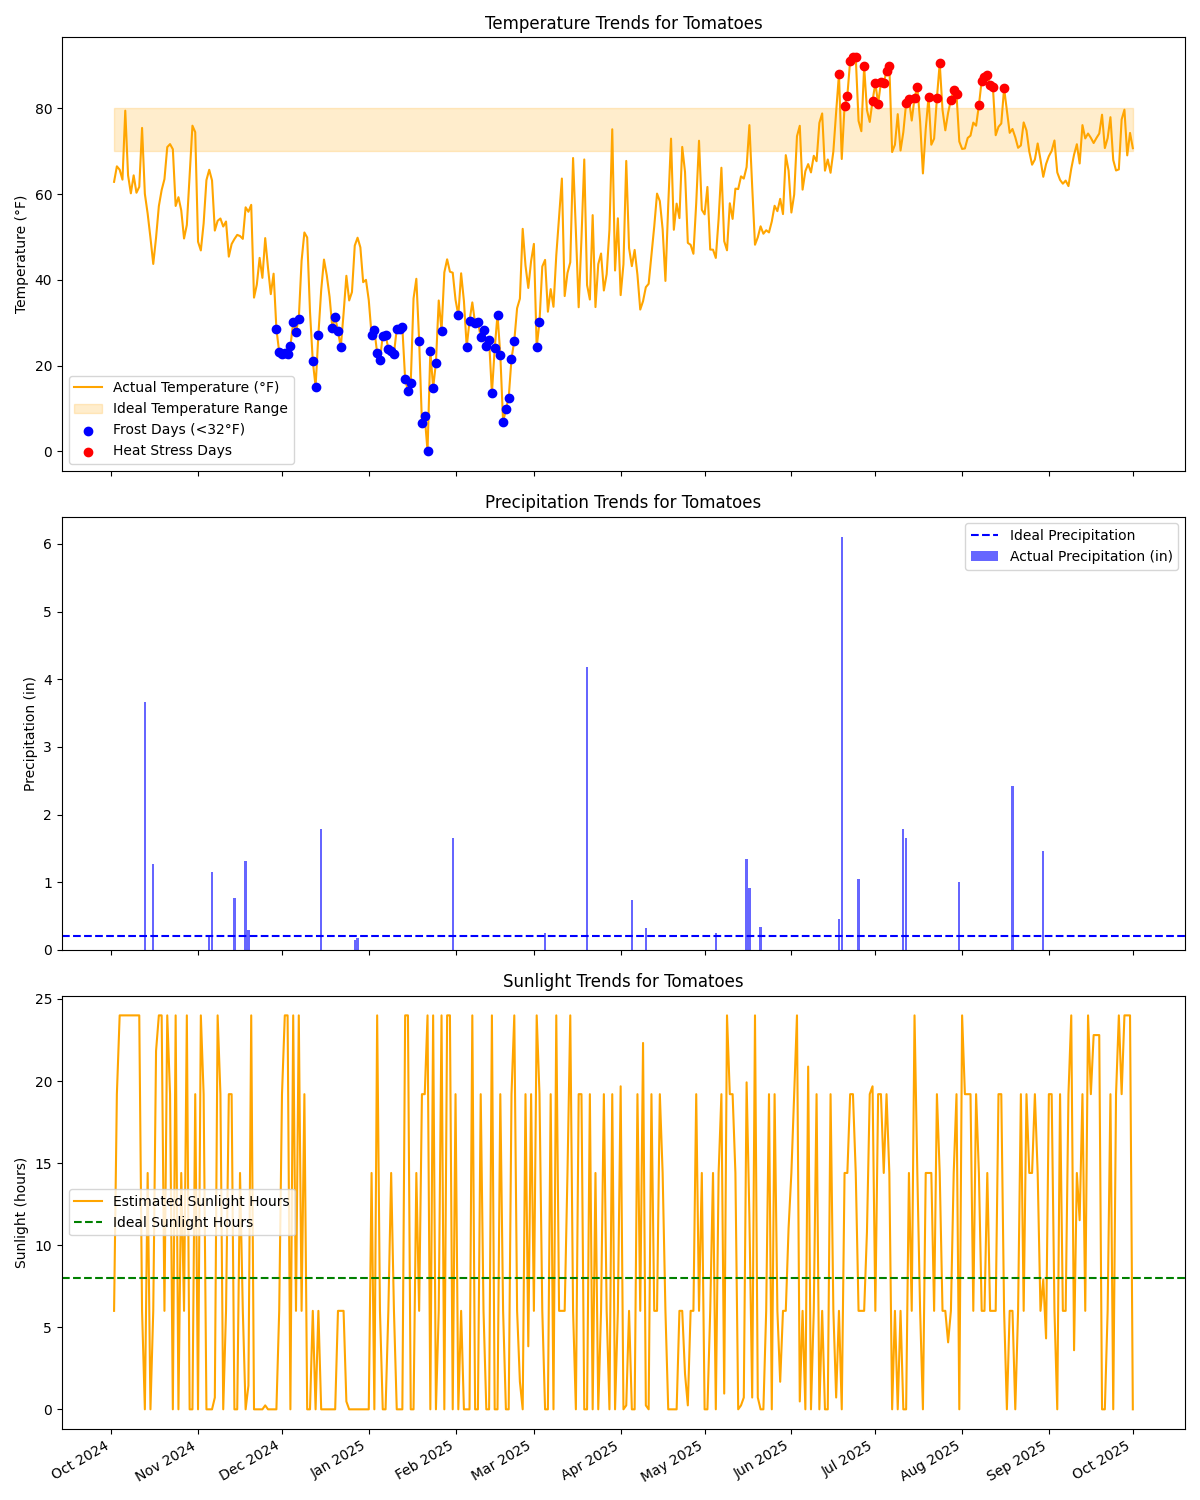 Temperature Trends for Tomatoes
80
60
40
20
0
Temperature (°F)
Actual Temperature (°F)
Ideal Temperature Range
Frost Days (<32°F)
Heat Stress Days
Precipitation Trends for Tomatoes
6
5
4
3
2
1
0
Precipitation (in)
Ideal Precipitation
Actual Precipitation (in)
Sunlight Trends for Tomatoes
25
20
15
10
5
0
Sunlight (hours)
Estimated Sunlight Hours
Ideal Sunlight Hours
Oct 2024
Nov 2024
Dec 2024
Jan 2025
Feb 2025
Mar 2025
Apr 2025
May 2025
Jun 2025
Jul 2025
Aug 2025
Sep 2025
Oct 2025